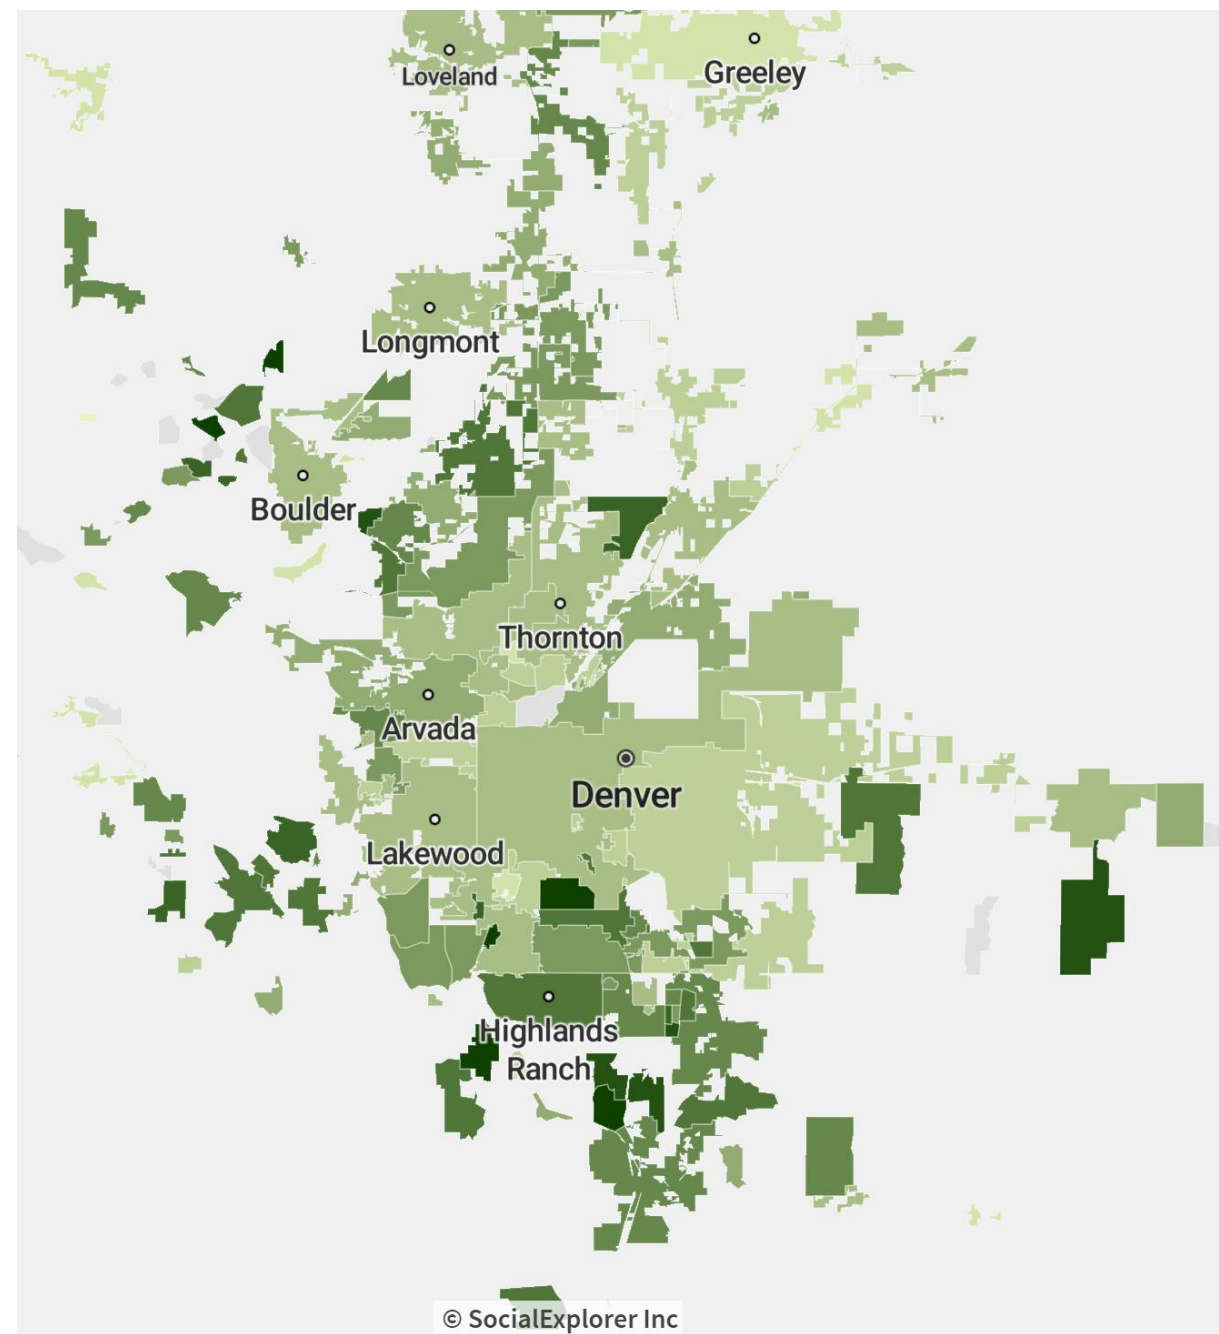 Loveland
Greeley
Longmont
Boulder
Thornton
Arvada
Denver
Lakewood
Highlands
Ranch
© SocialExplorer Inc